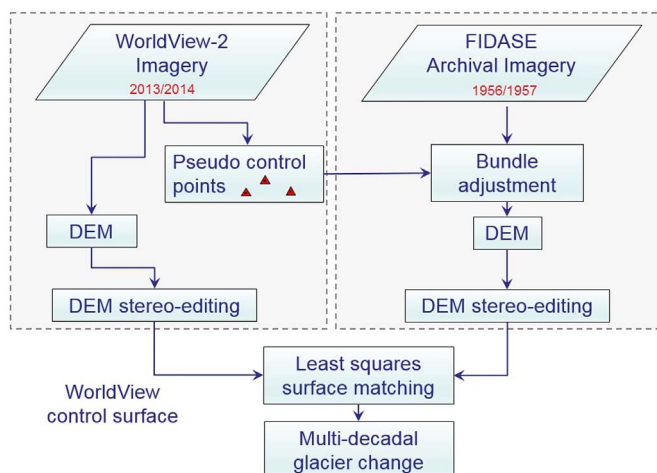 WorldView-2
Imagery
2013/2014
FIDASE
Archival Imagery
1956/1957
Pseudo control
points
Bundle
adjustment
DEM
DEM
DEM stereo-editing
DEM stereo-editing
Least squares
surface matching
WorldView
control surface
Multi-decadal
glacier change